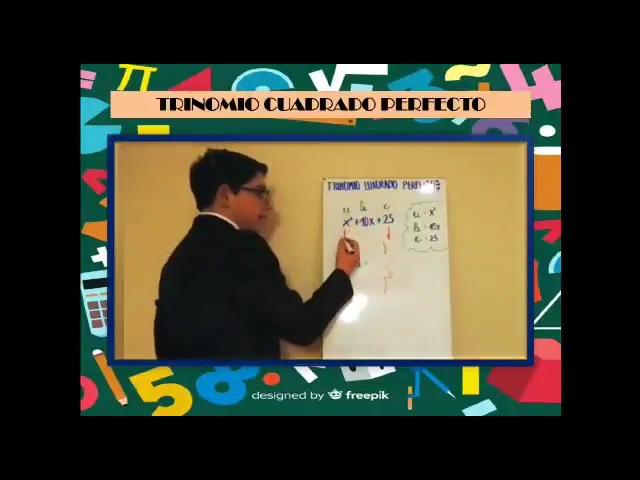 TRINOMIO CUADRADO PERFECTO
TRINOMIO CUADRADO PERFECTO
a b c
x² + 10x + 25
a = x²
b = 10x
c = 25
designed by freepik